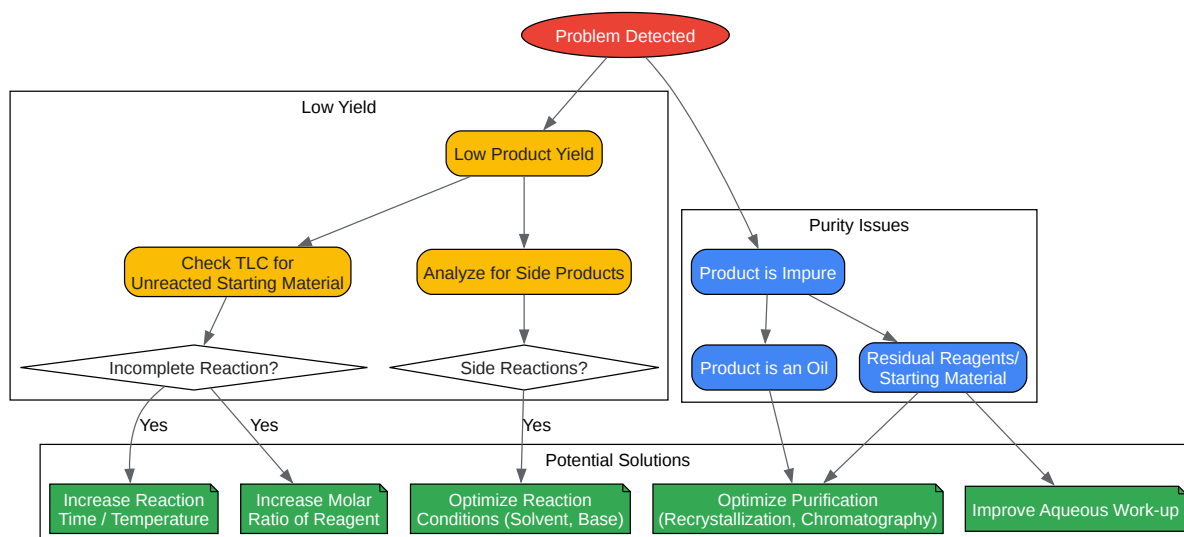 Problem Detected
Low Yield
Low Product Yield
Purity Issues
Check TLC for
Unreacted Starting Material
Analyze for Side Products
Product is Impure
Incomplete Reaction?
Side Reactions?
Product is an Oil
Residual Reagents/
Starting Material
Yes
Yes
Yes
Potential Solutions
Increase Reaction
Time / Temperature
Increase Molar
Ratio of Reagent
Optimize Reaction
Conditions (Solvent, Base)
Optimize Purification
(Recrystallization, Chromatography)
Improve Aqueous Work-up